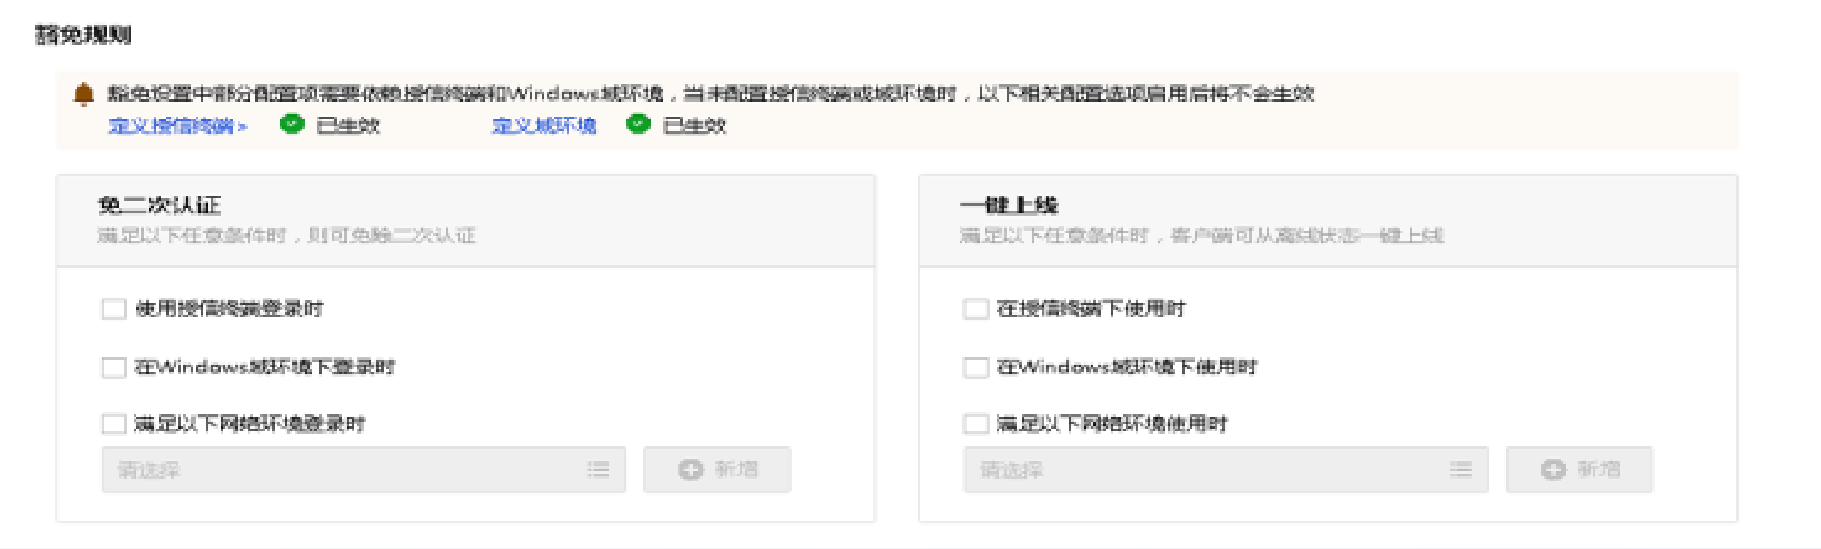 豁免规则
豁免设置中部分配置项需要依赖授信终端和Windows域环境，当未配置授信终端或域环境时，以下相关配置选项启用后将不会生效
定义授信终端> 已生效 定义域环境 已生效
免二次认证
满足以下任意条件时，则可免除二次认证
使用授信终端登录时
在Windows域环境下登录时
满足以下网络环境登录时
请选择 新增
一键上线
满足以下任意条件时，客户端可从离线状态一键上线
在授信终端下使用时
在Windows域环境下使用时
满足以下网络环境使用时
请选择 新增